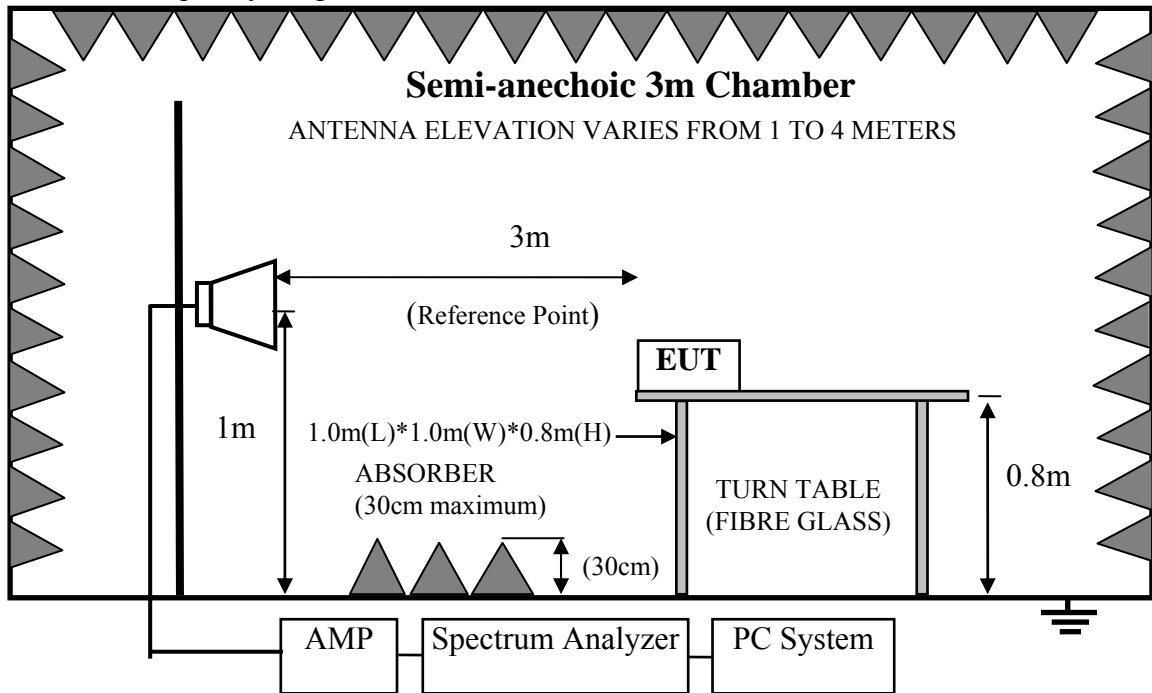 Semi-anechoic 3m Chamber
ANTENNA ELEVATION VARIES FROM 1 TO 4 METERS
3m
(Reference Point)
EUT
1m
1.0m(L)*1.0m(W)*0.8m(H)
ABSORBER
(30cm maximum)
TURN TABLE
(FIBRE GLASS)
0.8m
(30cm)
AMP
Spectrum Analyzer
PC System